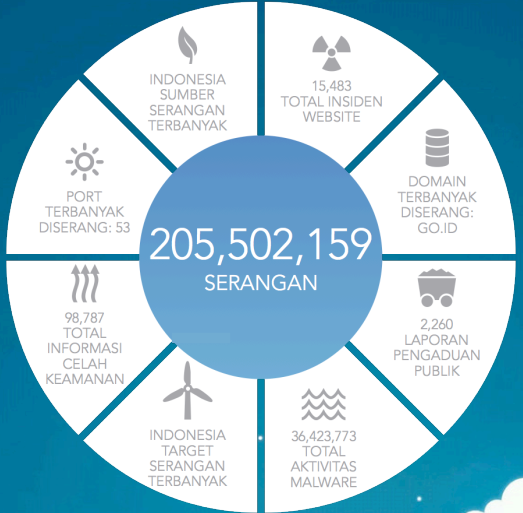 INDONESIA
SUMBER
SERANGAN
TERBANYAK
15,483
TOTAL INSIDEN
WEBSITE
DOMAIN
TERBANYAK
DISERANG:
GO.ID
2,260
LAPORAN
PENGADUAN
PUBLIK
36,423,773
TOTAL
AKTIVITAS
MALWARE
INDONESIA
TARGET
SERANGAN
TERBANYAK
98,787
TOTAL
INFORMASI
CELAH
KEAMANAN
PORT
TERBANYAK
DISERANG: 53
205,502,159
SERANGAN